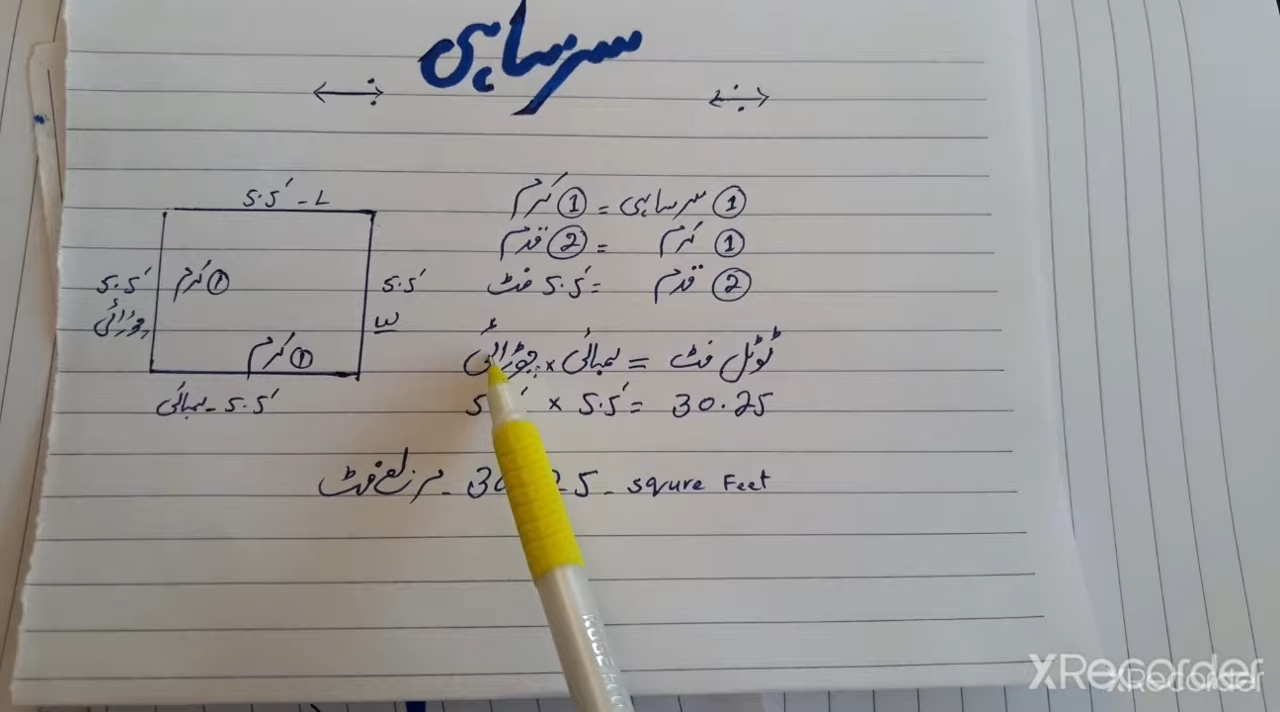 سرساہی
5.5' - L
① سرساہی = ① کرم
① کرم = ② قدم
② قدم = 5.5' فٹ
5.5'
① کرم
5.5'
چوڑائی
W
① کرم
ٹوٹل فٹ = لمبائی × چوڑائی
لمبائی - 5.5'
× 5.5' = 30.25
squre Feet
مربع فٹ
XRecorder
XRecorder